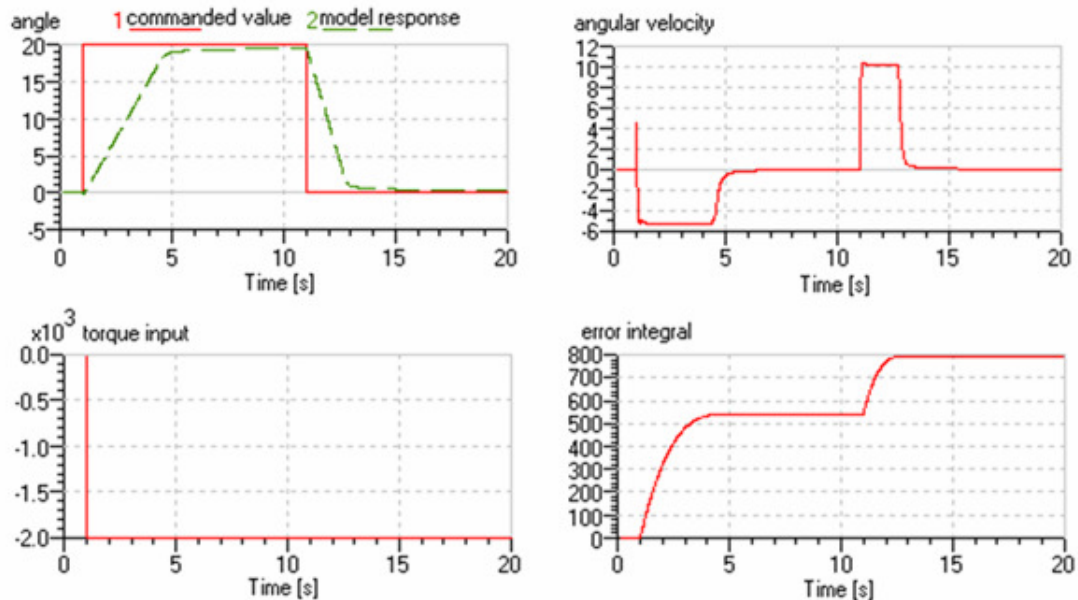 angle 1 commanded value 2 model response
20
15
10
5
0
-5
0 5 10 15 20
Time [s]
angular velocity
12
10
8
6
4
2
0
-2
-4
-6
0 5 10 15 20
Time [s]
x10³ torque input
0.0
-0.5
-1.0
-1.5
-2.0
0 5 10 15 20
Time [s]
error integral
800
700
600
500
400
300
200
100
0
0 5 10 15 20
Time [s]